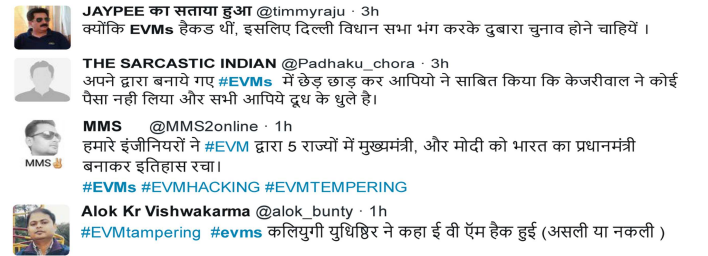 JAYPEE का सताया हुआ @timmyraju · 3h
क्योंकि EVMs हैकड थीं, इसलिए दिल्ली विधान सभा भंग करके दुबारा चुनाव होने चाहियें ।
THE SARCASTIC INDIAN @Padhaku_chora · 3h
अपने द्वारा बनाये गए #EVMs में छेड़ छाड़ कर आपियो ने साबित किया कि केजरीवाल ने कोई
पैसा नही लिया और सभी आपिये दूध के धुले है।
MMS @MMS2online · 1h
हमारे इंजीनियरों ने #EVM द्वारा 5 राज्यों में मुख्यमंत्री, और मोदी को भारत का प्रधानमंत्री
बनाकर इतिहास रचा।
MMS✌
#EVMs #EVMHACKING #EVMTEMPERING
Alok Kr Vishwakarma @alok_bunty · 1h
#EVMtampering #evms कलियुगी युधिष्ठिर ने कहा ई वी ऍम हैक हुई (असली या नकली )